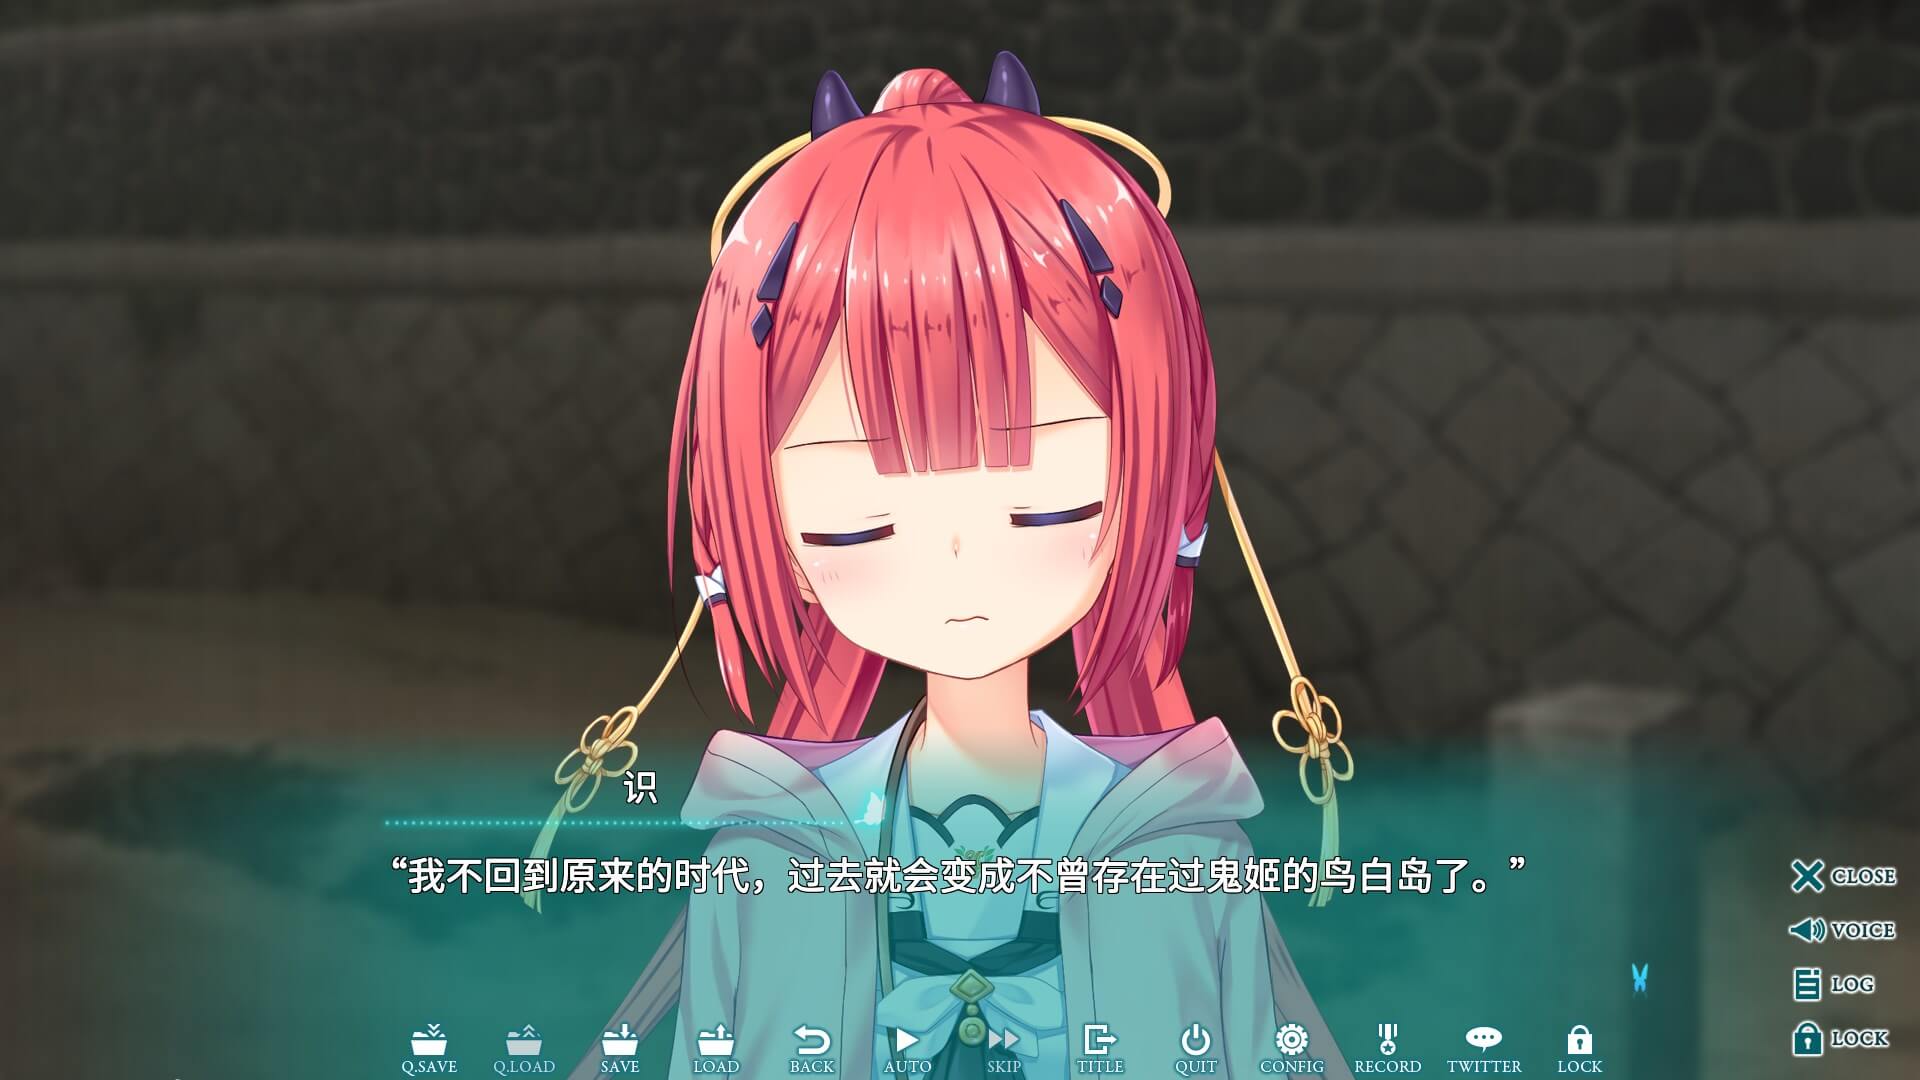 识
“我不回到原来的时代，过去就会变成不曾存在过鬼姬的鸟白岛了。”
CLOSE
VOICE
LOG
LOCK
Q.SAVE Q.LOAD SAVE LOAD BACK AUTO SKIP TITLE QUIT CONFIG RECORD TWITTER LOCK